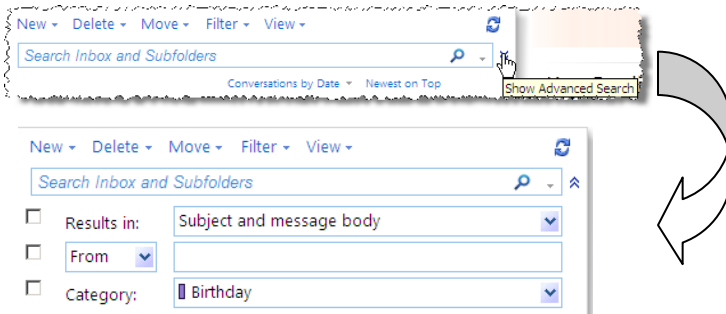 New Delete Move Filter View
Search Inbox and Subfolders
Conversations by Date Newest on Top
Show Advanced Search
New Delete Move Filter View
Search Inbox and Subfolders
Results in: Subject and message body
From
Category: Birthday